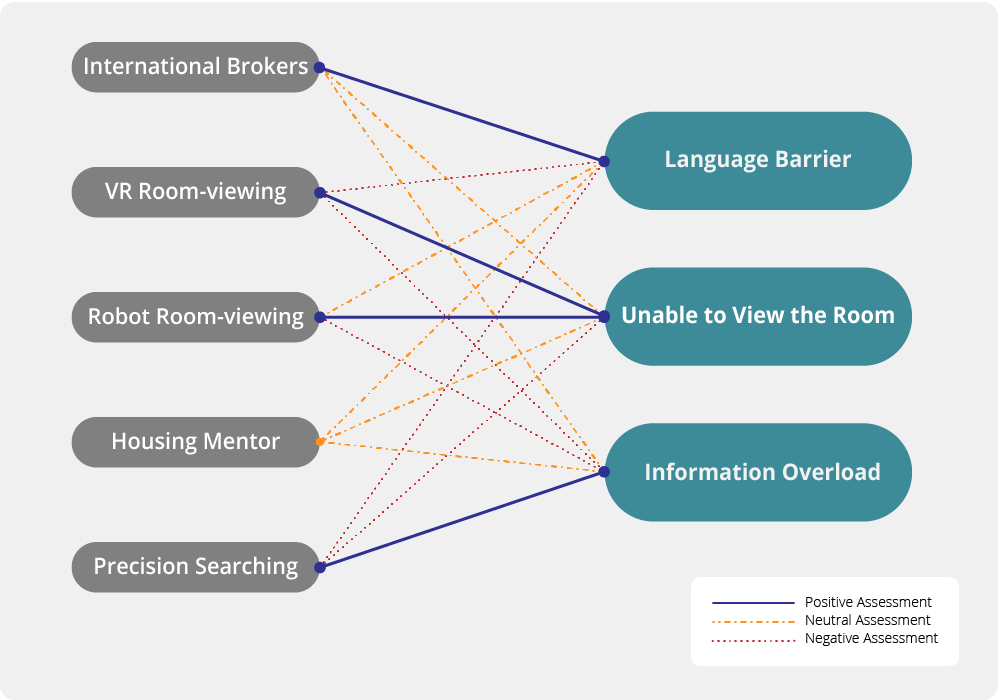 International Brokers
VR Room-viewing
Robot Room-viewing
Housing Mentor
Precision Searching
Language Barrier
Unable to View the Room
Information Overload
Positive Assessment
Neutral Assessment
Negative Assessment